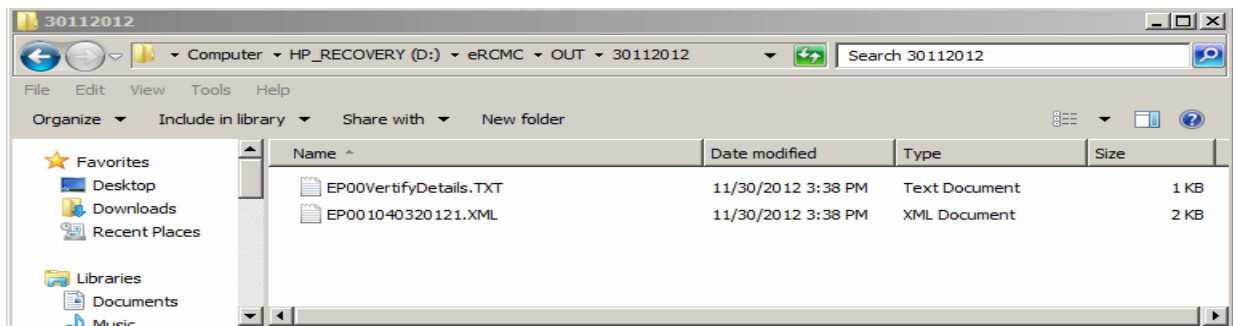 30112012
Computer HP_RECOVERY (D:) eRCMC OUT 30112012 Search 30112012
File Edit View Tools Help
Organize Include in library Share with New folder
Favorites
Desktop
Downloads
Recent Places
Libraries
Documents
Music
Name Date modified Type Size
EP00VertifyDetails.TXT 11/30/2012 3:38 PM Text Document 1 KB
EP001040320121.XML 11/30/2012 3:38 PM XML Document 2 KB